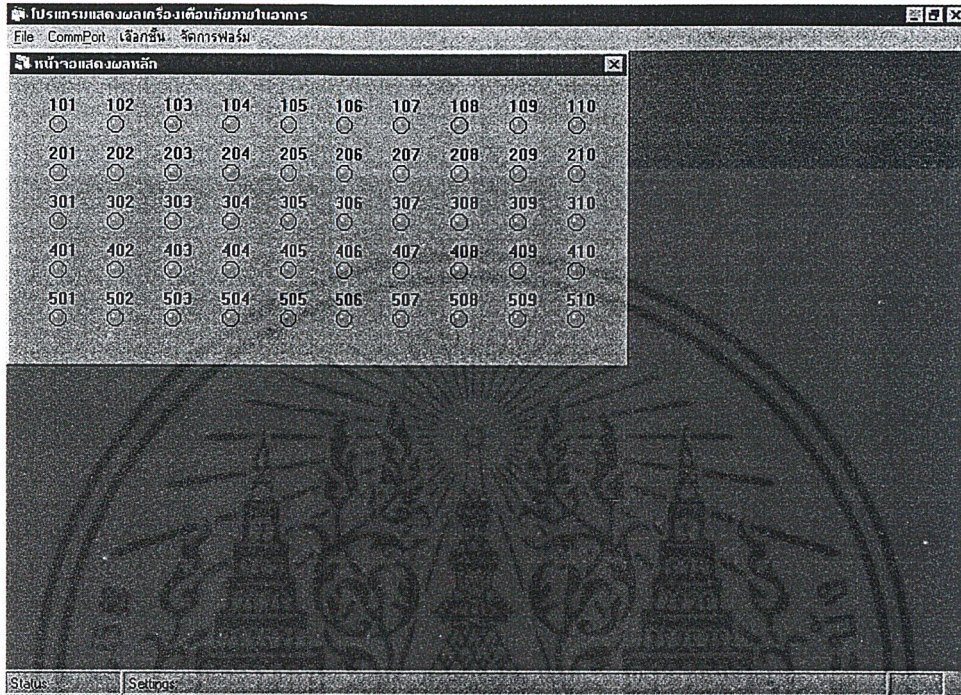 โปรแกรมแสดงผลเครื่องเตือนภัยภายในอาคาร
File CommPort เลือกชั้น จัดการฟอร์ม
หน้าจอแสดงผลหลัก
101 102 103 104 105 106 107 108 109 110
201 202 203 204 205 206 207 208 209 210
301 302 303 304 305 306 307 308 309 310
401 402 403 404 405 406 407 408 409 410
501 502 503 504 505 506 507 508 509 510
Status: Settings: